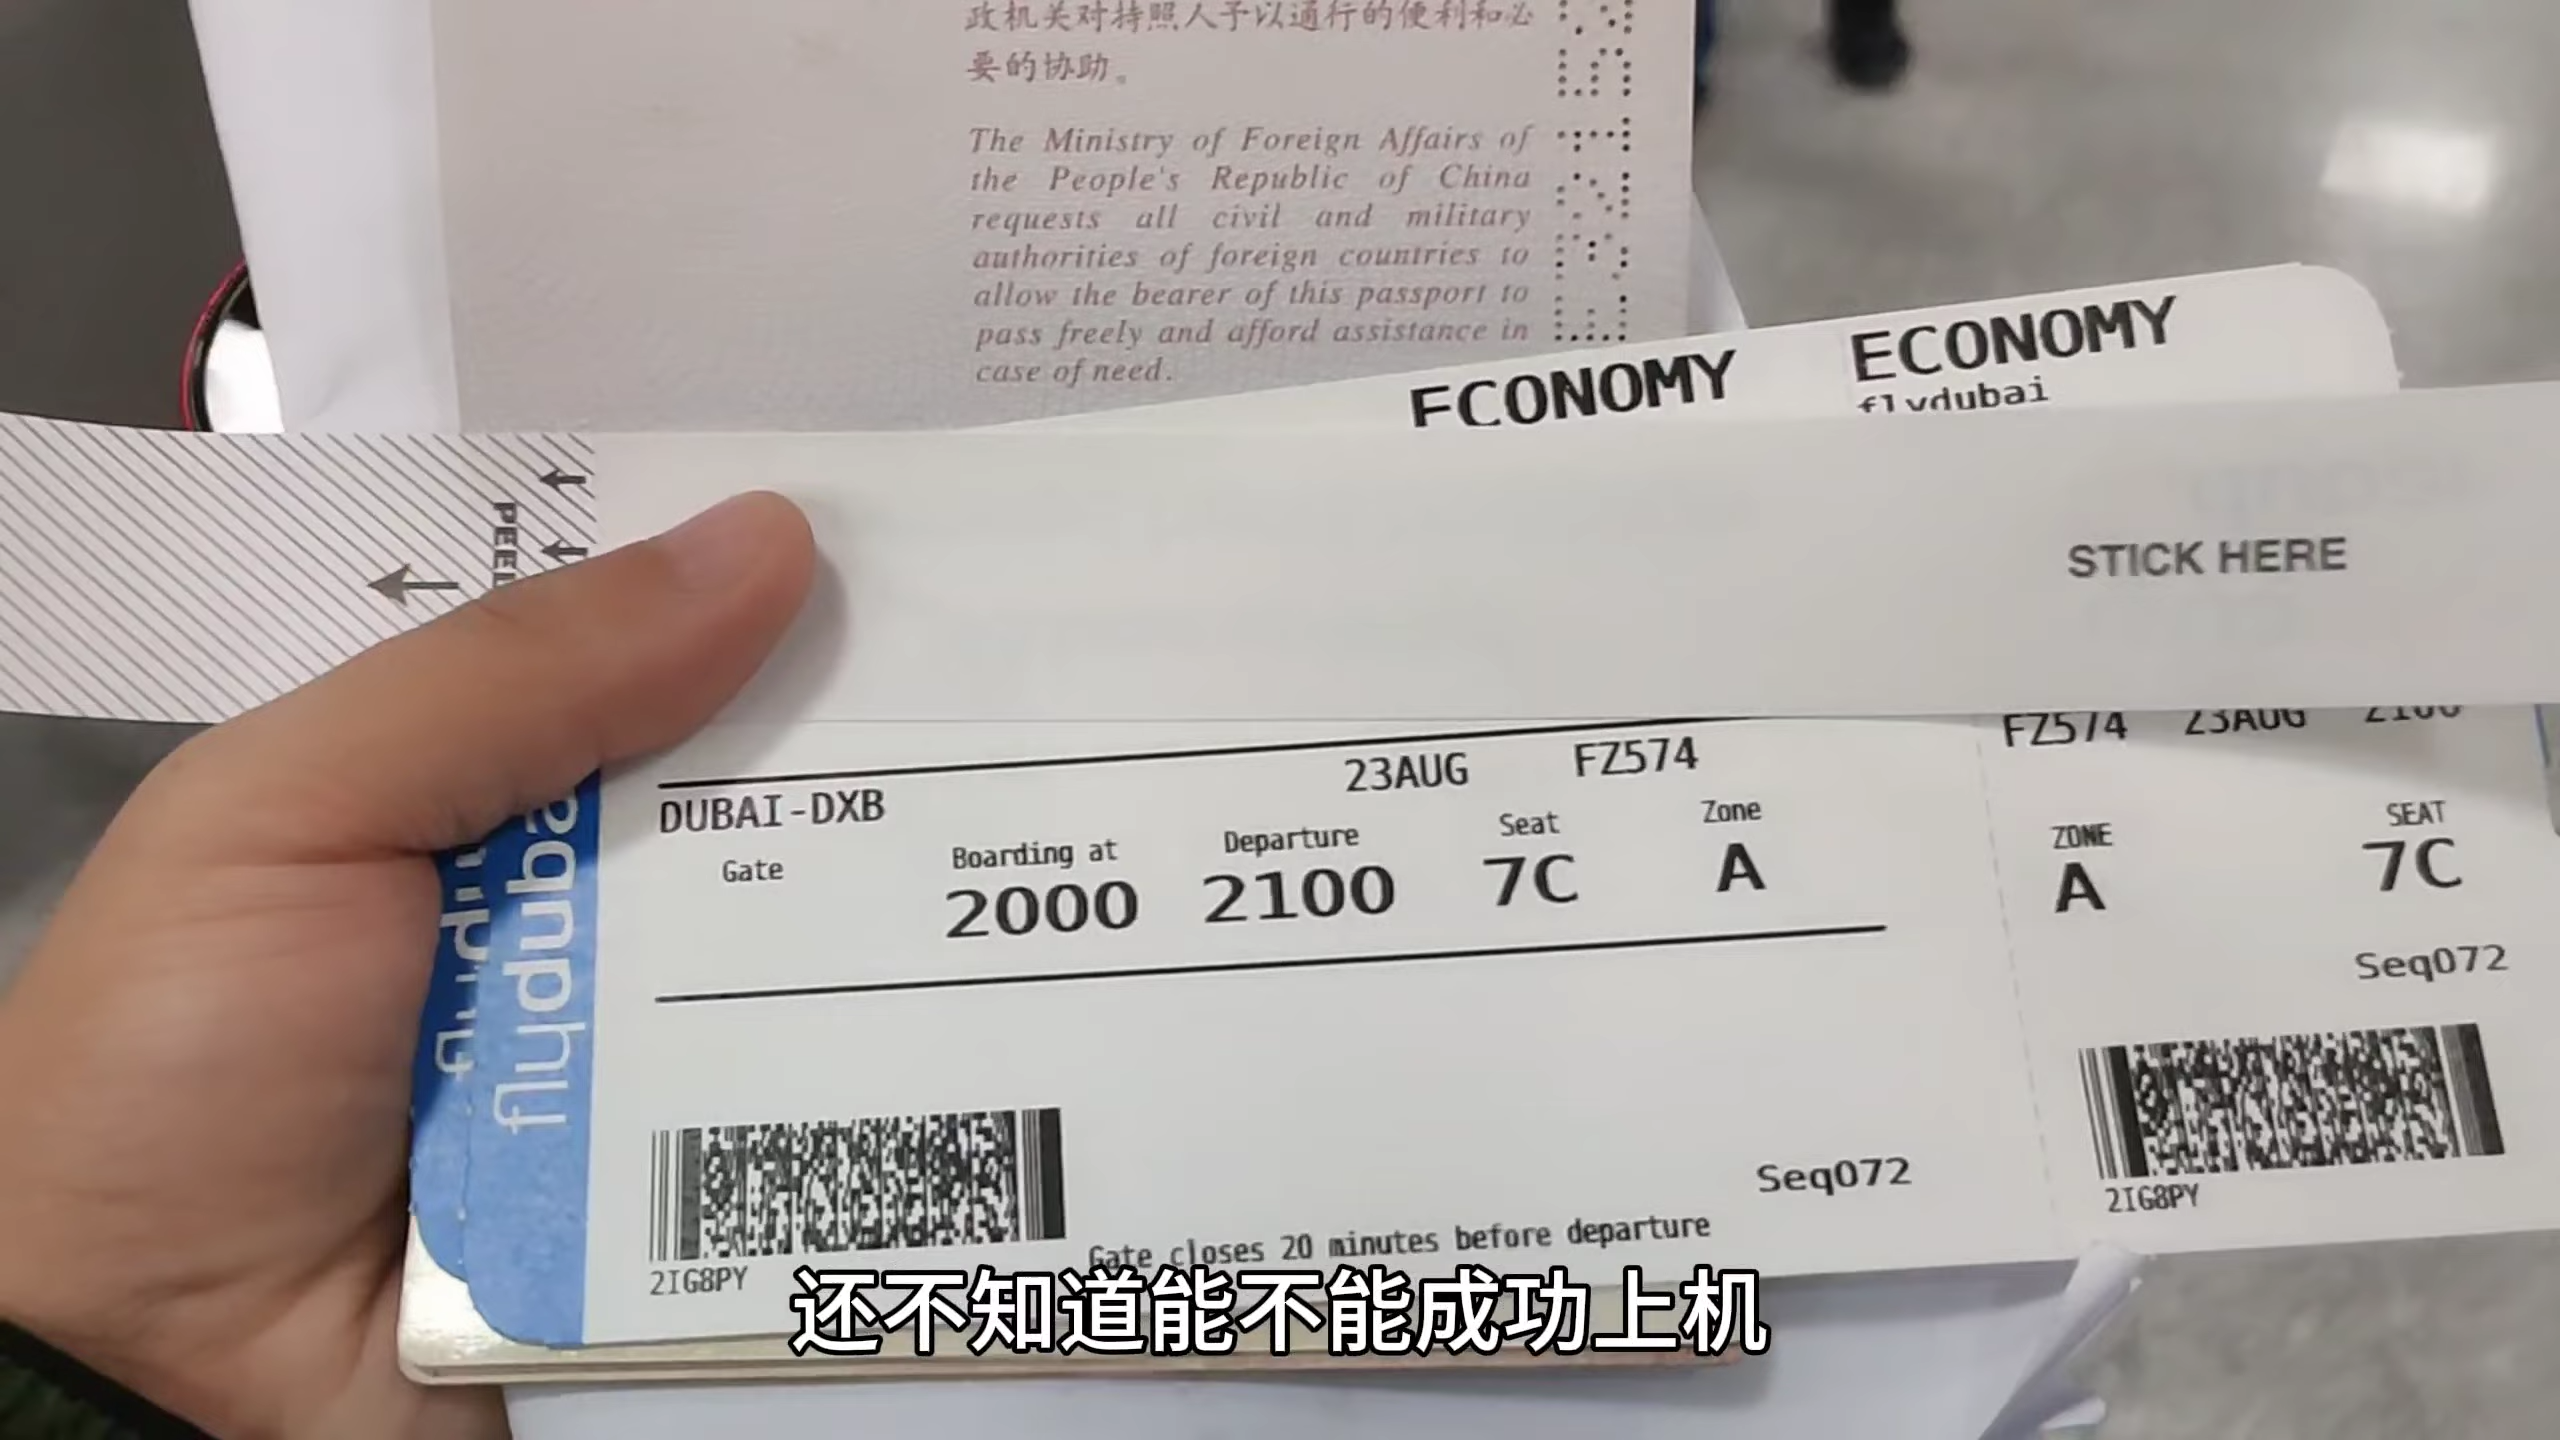 政机关对持照人予以通行的便利和必
要的协助。
The Ministry of Foreign Affairs of
the People's Republic of China
requests all civil and military
authorities of foreign countries to
allow the bearer of this passport to
pass freely and afford assistance in
case of need.
ECONOMY
ECONOMY
flydubai
PEEL
STICK HERE
23AUG FZ574
FZ574 23AUG 2100
DUBAI-DXB
Gate Boarding at Departure Seat Zone
2000 2100 7C A
ZONE SEAT
A 7C
Seq072
flydubai
flydubai
Seq072
2IG8PY
Gate closes 20 minutes before departure
2IG8PY
还不知道能不能成功上机